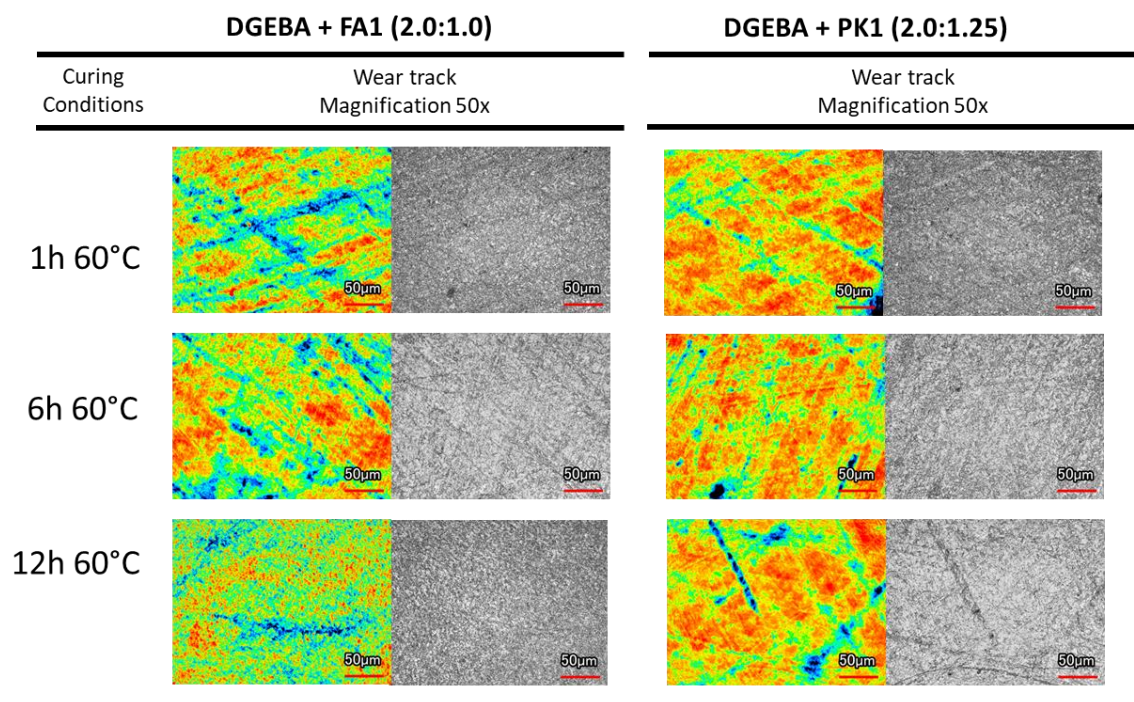 DGEBA + FA1 (2.0:1.0)
DGEBA + PK1 (2.0:1.25)
Curing
Conditions
Wear track
Magnification 50x
Wear track
Magnification 50x
1h 60°C
50µm
50µm
50µm
50µm
6h 60°C
50µm
50µm
50µm
50µm
12h 60°C
50µm
50µm
50µm
50µm